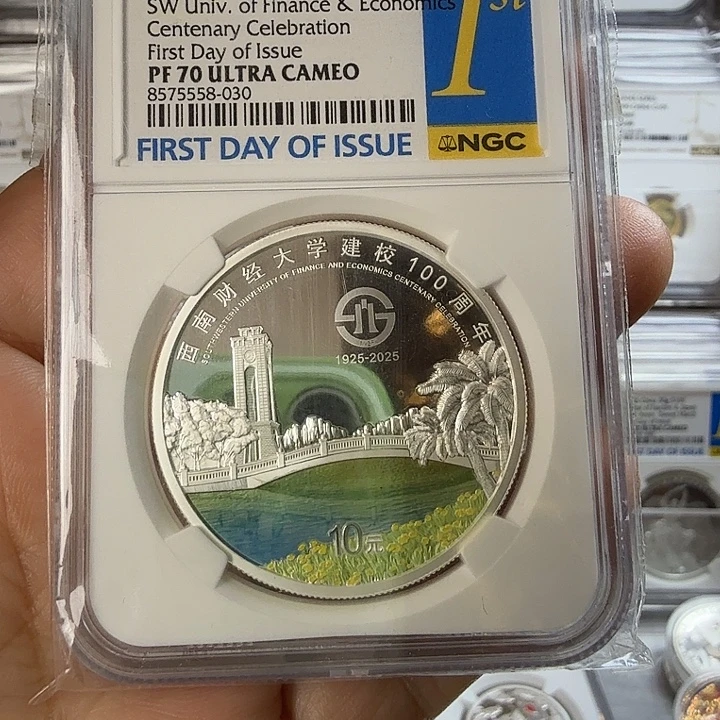 SW Univ. of Finance & Economics
Centenary Celebration
First Day of Issue
PF 70 ULTRA CAMEO
8575558-030
FIRST DAY OF ISSUE
1st
NGC
西南财经大学建校100周年
SOUTHWESTERN UNIVERSITY OF FINANCE AND ECONOMICS CENTENARY CELEBRATION
1925-2025
10元